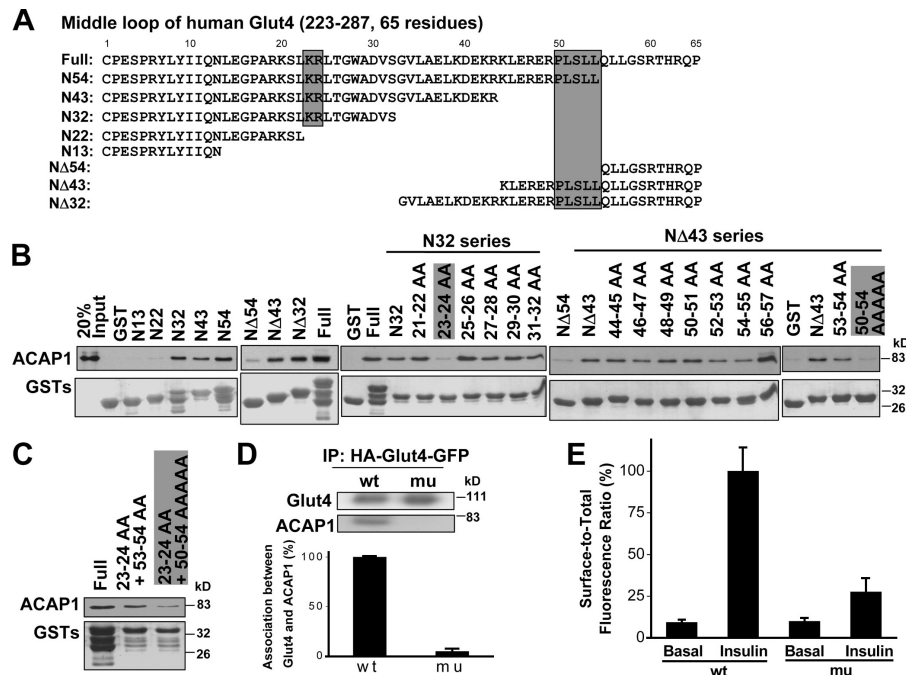 A Middle loop of human Glut4 (223-287, 65 residues)
1 10 20 30 40 50 60 65
Full: CPESPRYLYIIQNLEGPARKSLKRLTGWADVSGVLAELKDEKRKLERERPLSLLQLLGSRTHRQP
N54: CPESPRYLYIIQNLEGPARKSLKRLTGWADVSGVLAELKDEKRKLERERPLSLL
N43: CPESPRYLYIIQNLEGPARKSLKRLTGWADVSGVLAELKDEKR
N32: CPESPRYLYIIQNLEGPARKSLKRLTGWADVS
N22: CPESPRYLYIIQNLEGPARKSL
N13: CPESPRYLYIIQN
NΔ54: QLLGSRTHRQP
NΔ43: KLERERPLSLLQLLGSRTHRQP
NΔ32: GVLAELKDEKRKLERERPLSLLQLLGSRTHRQP
B
N32 series
NΔ43 series
20% Input
GST
N13
N22
N32
N43
N54
NΔ54
NΔ43
NΔ32
Full
GST
Full
N32
21-22 AA
23-24 AA
25-26 AA
27-28 AA
29-30 AA
31-32 AA
NΔ54
NΔ43
44-45 AA
46-47 AA
48-49 AA
50-51 AA
52-53 AA
54-55 AA
56-57 AA
GST
NΔ43
53-54 AA
50-54 AAAAA
kD
ACAP1
83
GSTs
32
26
C
Full
23-24 AA + 53-54 AA
23-24 AA + 50-54 AAAAA
kD
ACAP1
83
GSTs
32
26
D
IP: HA-Glut4-GFP
wt mu kD
Glut4 111
ACAP1 83
Association between Glut4 and ACAP1 (%)
100
50
0
wt mu
E
Surface-to-Total Fluorescence Ratio (%)
100
75
50
25
0
Basal Insulin Basal Insulin
wt mu